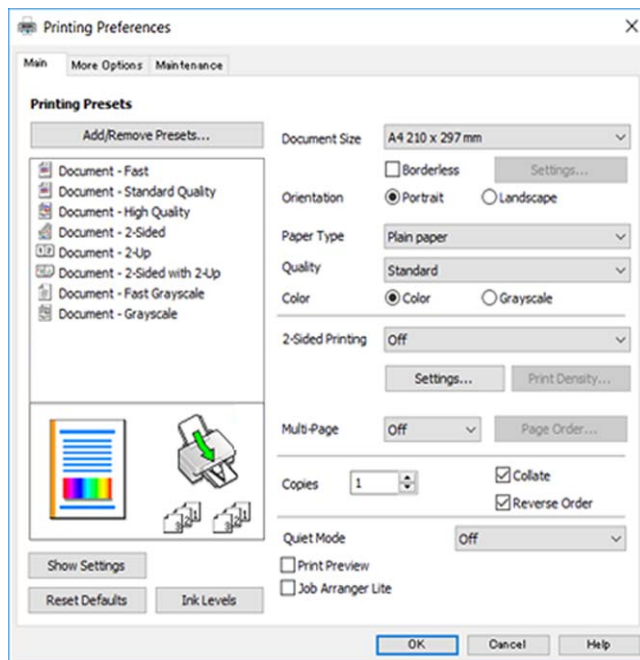 Printing Preferences
Main More Options Maintenance
Printing Presets
Add/Remove Presets...
Document - Fast
Document - Standard Quality
Document - High Quality
Document - 2-Sided
Document - 2-Up
Document - 2-Sided with 2-Up
Document - Fast Grayscale
Document - Grayscale
Show Settings
Reset Defaults Ink Levels
Document Size A4 210 x 297 mm
Borderless Settings...
Orientation Portrait Landscape
Paper Type Plain paper
Quality Standard
Color Color Grayscale
2-Sided Printing Off
Settings... Print Density...
Multi-Page Off Page Order...
Copies 1 Collate
Reverse Order
Quiet Mode Off
Print Preview
Job Arranger Lite
OK Cancel Help